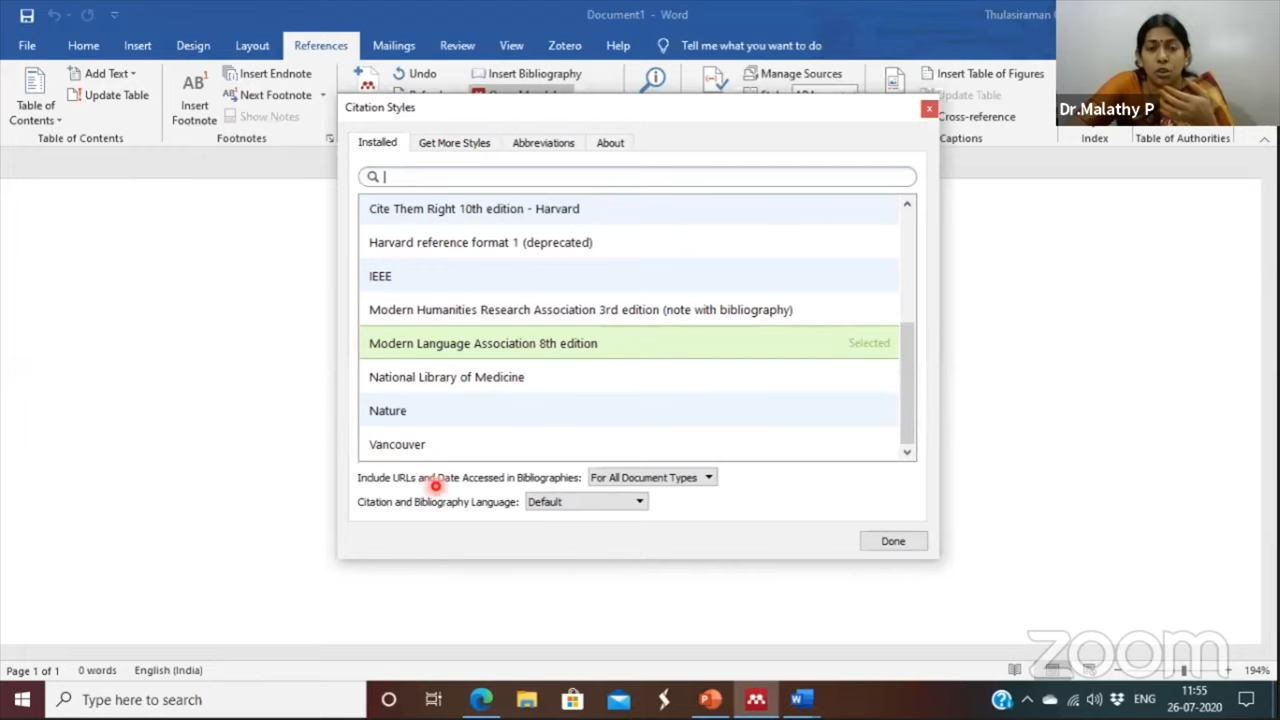 Document1 - Word
Thulasiraman
File Home Insert Design Layout References Mailings Review View Zotero Help Tell me what you want to do
Dr.Malathy P
Table of Contents
Add Text
Update Table
Table of Contents
AB1
Insert Footnote
Insert Endnote
Next Footnote
Show Notes
Footnotes
Undo
Insert Bibliography
Manage Sources
Insert Table of Figures
Update Table
Cross-reference
Captions
Index
Table of Authorities
Citation Styles
Installed Get More Styles Abbreviations About
Cite Them Right 10th edition - Harvard
Harvard reference format 1 (deprecated)
IEEE
Modern Humanities Research Association 3rd edition (note with bibliography)
Modern Language Association 8th edition Selected
National Library of Medicine
Nature
Vancouver
Include URLs and Date Accessed in Bibliographies: For All Document Types
Citation and Bibliography Language: Default
Done
zoom
Page 1 of 1 0 words English (India) 194%
Type here to search
ENG
11:55
26-07-2020